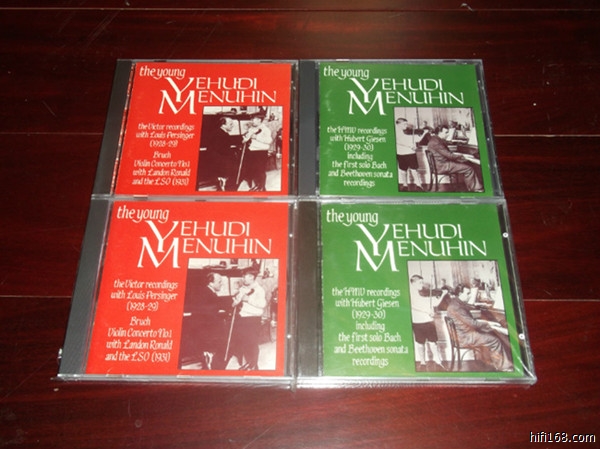 the young
YEHUDI
MENUHIN
the Victor recordings
with Louis Persinger
(1928-29)
Bruch
Violin Concerto No.1
with Landon Ronald
and the LSO (1931)
the young
YEHUDI
MENUHIN
the HMV recordings
with Hubert Giesen
(1929-30)
including
the first solo Bach
and Beethoven sonata
recordings
the young
YEHUDI
MENUHIN
the Victor recordings
with Louis Persinger
(1928-29)
Bruch
Violin Concerto No.1
with Landon Ronald
and the LSO (1931)
the young
YEHUDI
MENUHIN
the HMV recordings
with Hubert Giesen
(1929-30)
including
the first solo Bach
and Beethoven sonata
recordings
hifi168.com